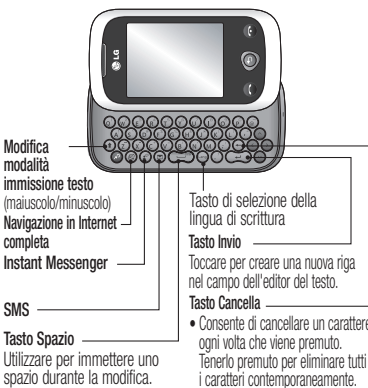 LG
Modifica
modalità
immissione testo
(maiuscolo/minuscolo)
Navigazione in Internet
completa
Instant Messenger
SMS
Tasto Spazio
Utilizzare per immettere uno
spazio durante la modifica.
Tasto di selezione della
lingua di scrittura
Tasto Invio
Toccare per creare una nuova riga
nel campo dell'editor del testo.
Tasto Cancella
• Consente di cancellare un carattere
ogni volta che viene premuto.
Tenerlo premuto per eliminare tutti
i caratteri contemporaneamente.